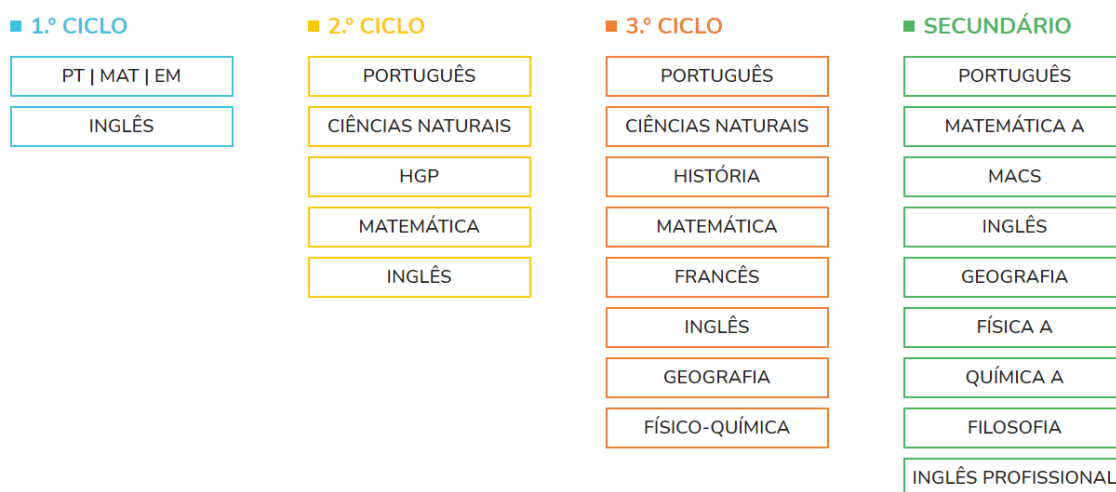 1.º CICLO
PT | MAT | EM
INGLÊS
2.º CICLO
PORTUGUÊS
CIÊNCIAS NATURAIS
HGP
MATEMÁTICA
INGLÊS
3.º CICLO
PORTUGUÊS
CIÊNCIAS NATURAIS
HISTÓRIA
MATEMÁTICA
FRANCÊS
INGLÊS
GEOGRAFIA
FÍSICO-QUÍMICA
SECUNDÁRIO
PORTUGUÊS
MATEMÁTICA A
MACS
INGLÊS
GEOGRAFIA
FÍSICA A
QUÍMICA A
FILOSOFIA
INGLÊS PROFISSIONAL